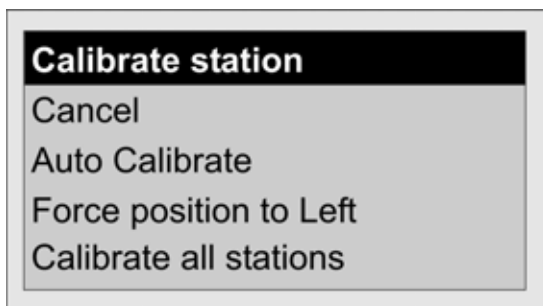 Calibrate station
Cancel
Auto Calibrate
Force position to Left
Calibrate all stations